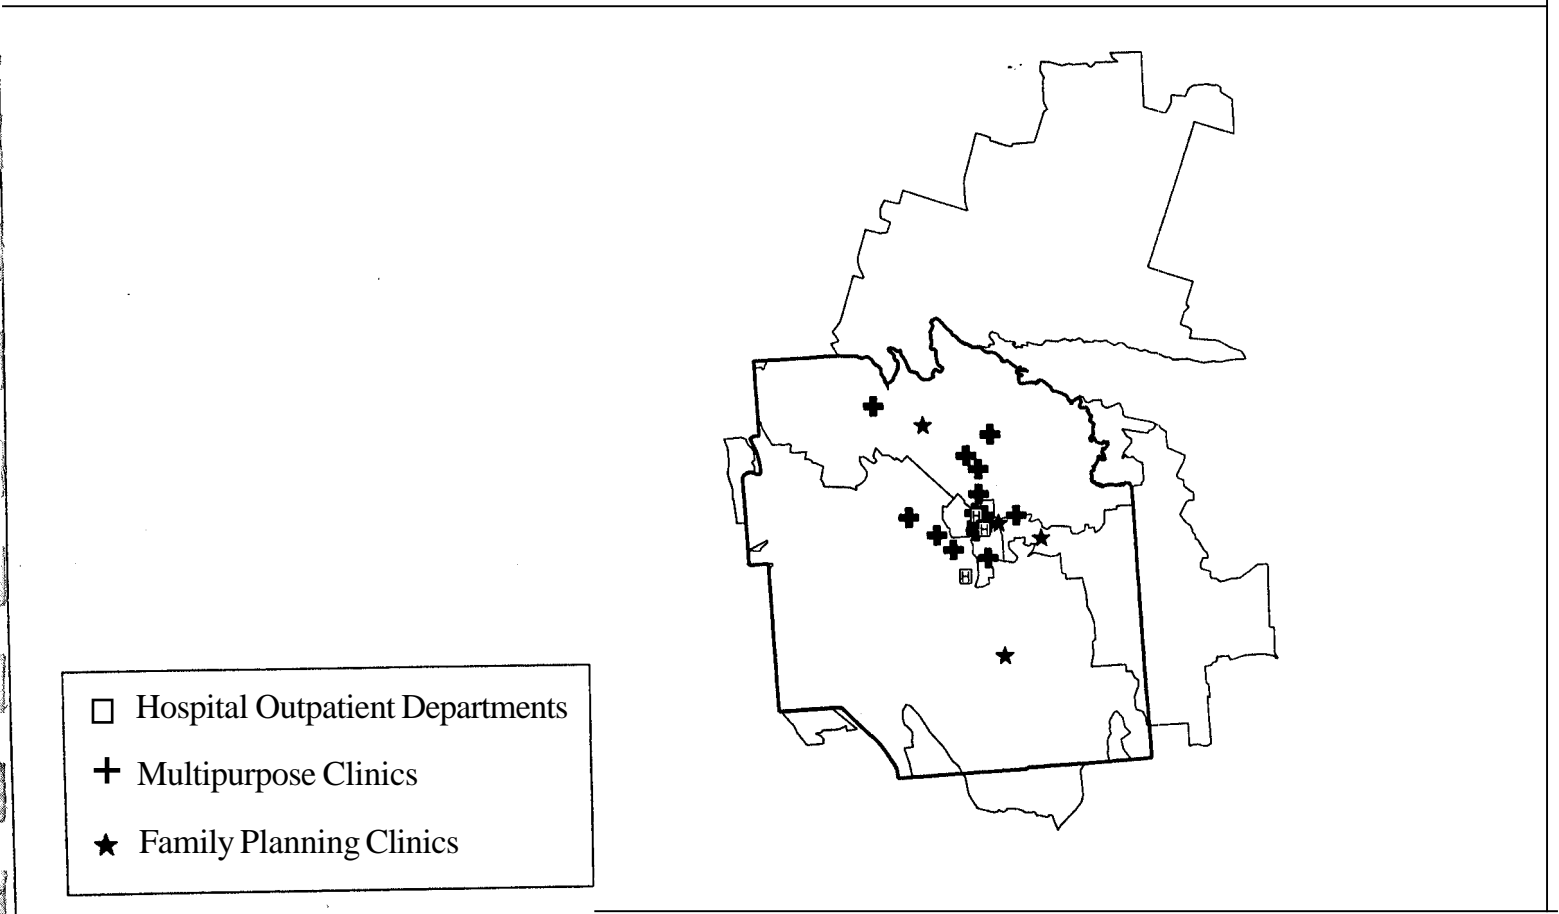 H
H
H
Hospital Outpatient Departments
Multipurpose Clinics
Family Planning Clinics